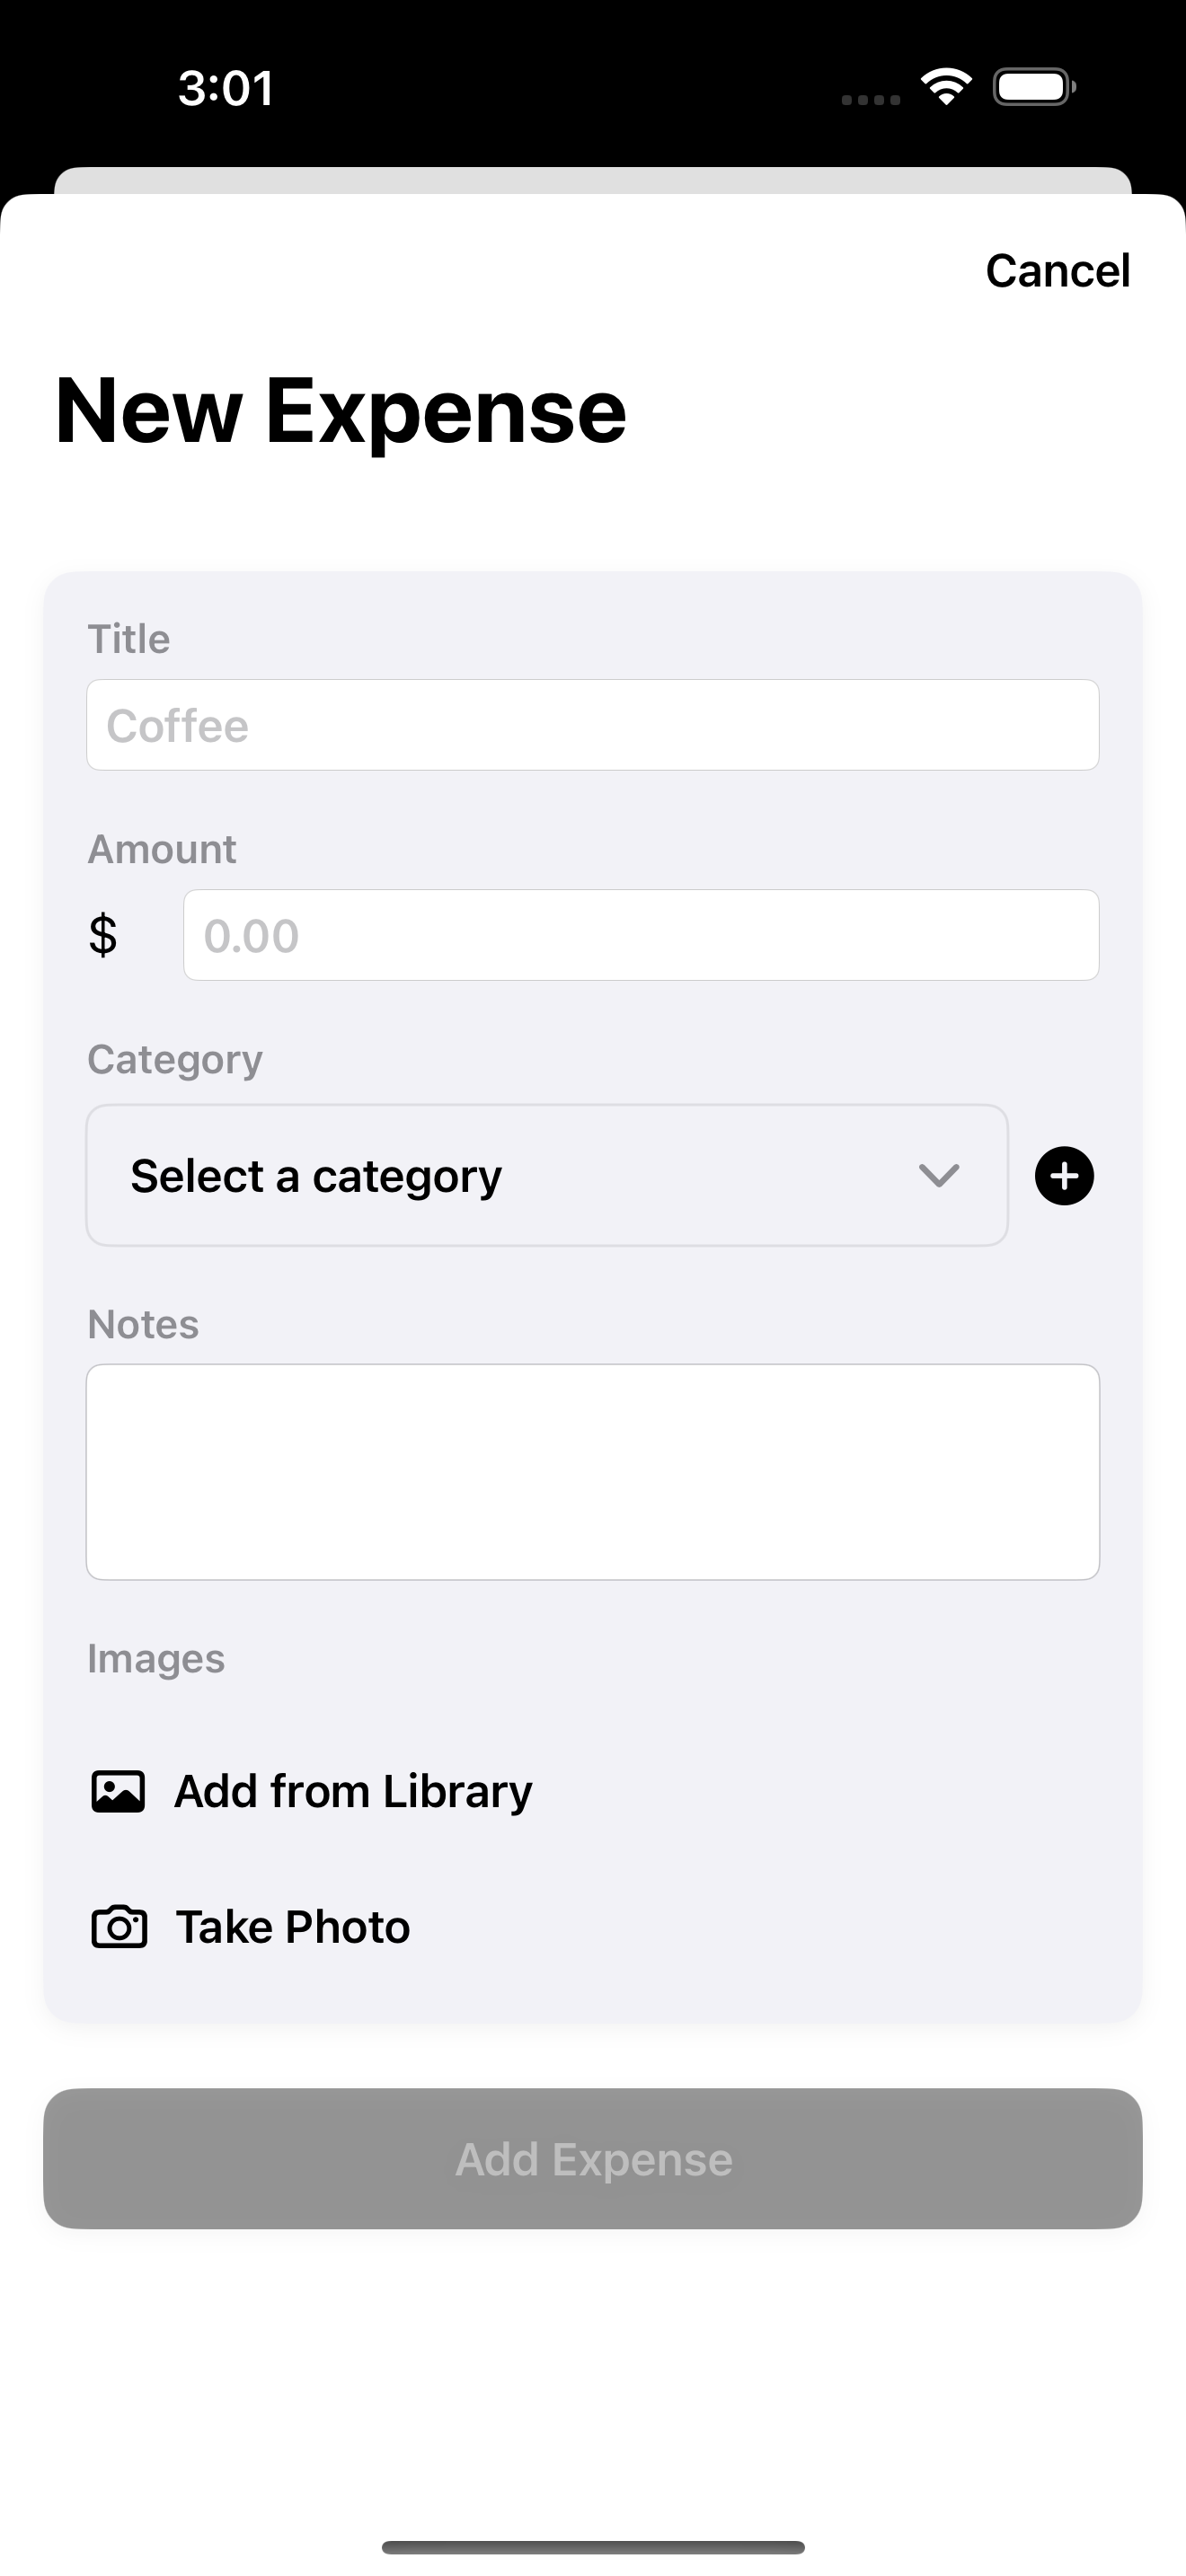 3:01
Cancel
New Expense
Title
Coffee
Amount
$ 0.00
Category
Select a category
Notes
Images
Add from Library
Take Photo
Add Expense